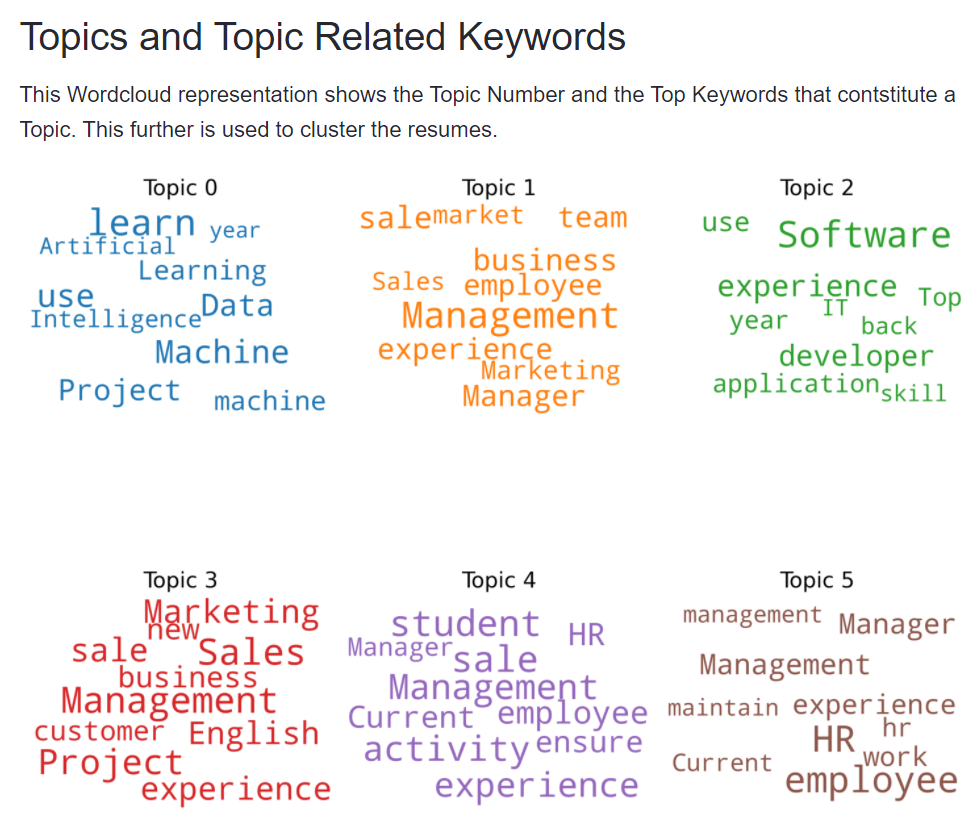 Topics and Topic Related Keywords
This Wordcloud representation shows the Topic Number and the Top Keywords that contstitute a
Topic. This further is used to cluster the resumes.
Topic 0
learn year
Artificial
Learning
use
Intelligence Data
Machine
Project
machine
Topic 1
sale market team
business
Sales employee
Management
experience
Marketing
Manager
Topic 2
use Software
experience Top
year IT back
developer
application skill
Topic 3
Marketing
new
sale Sales
business
Management
customer English
Project
experience
Topic 4
student HR
Manager sale
Management
Current employee
activity ensure
experience
Topic 5
management Manager
Management
maintain experience
HR hr
Current work
employee